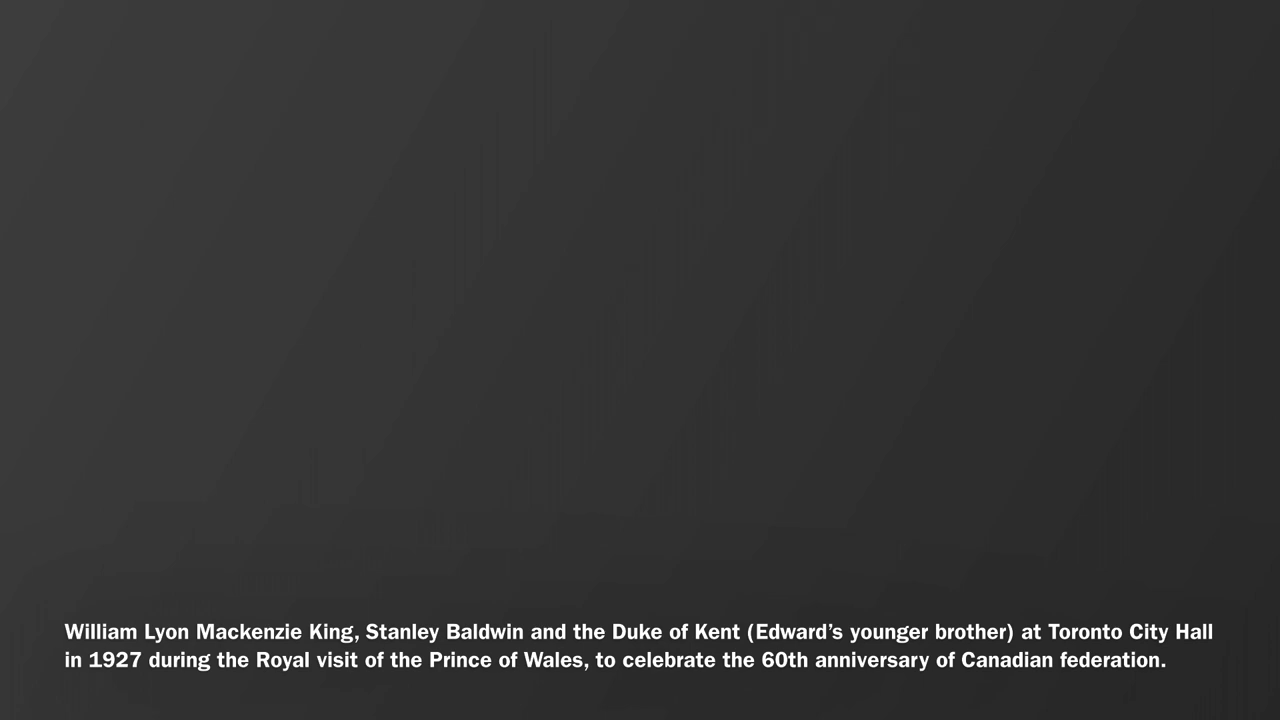 William Lyon Mackenzie King, Stanley Baldwin and the Duke of Kent (Edward’s younger brother) at Toronto City Hall
in 1927 during the Royal visit of the Prince of Wales, to celebrate the 60th anniversary of Canadian federation.